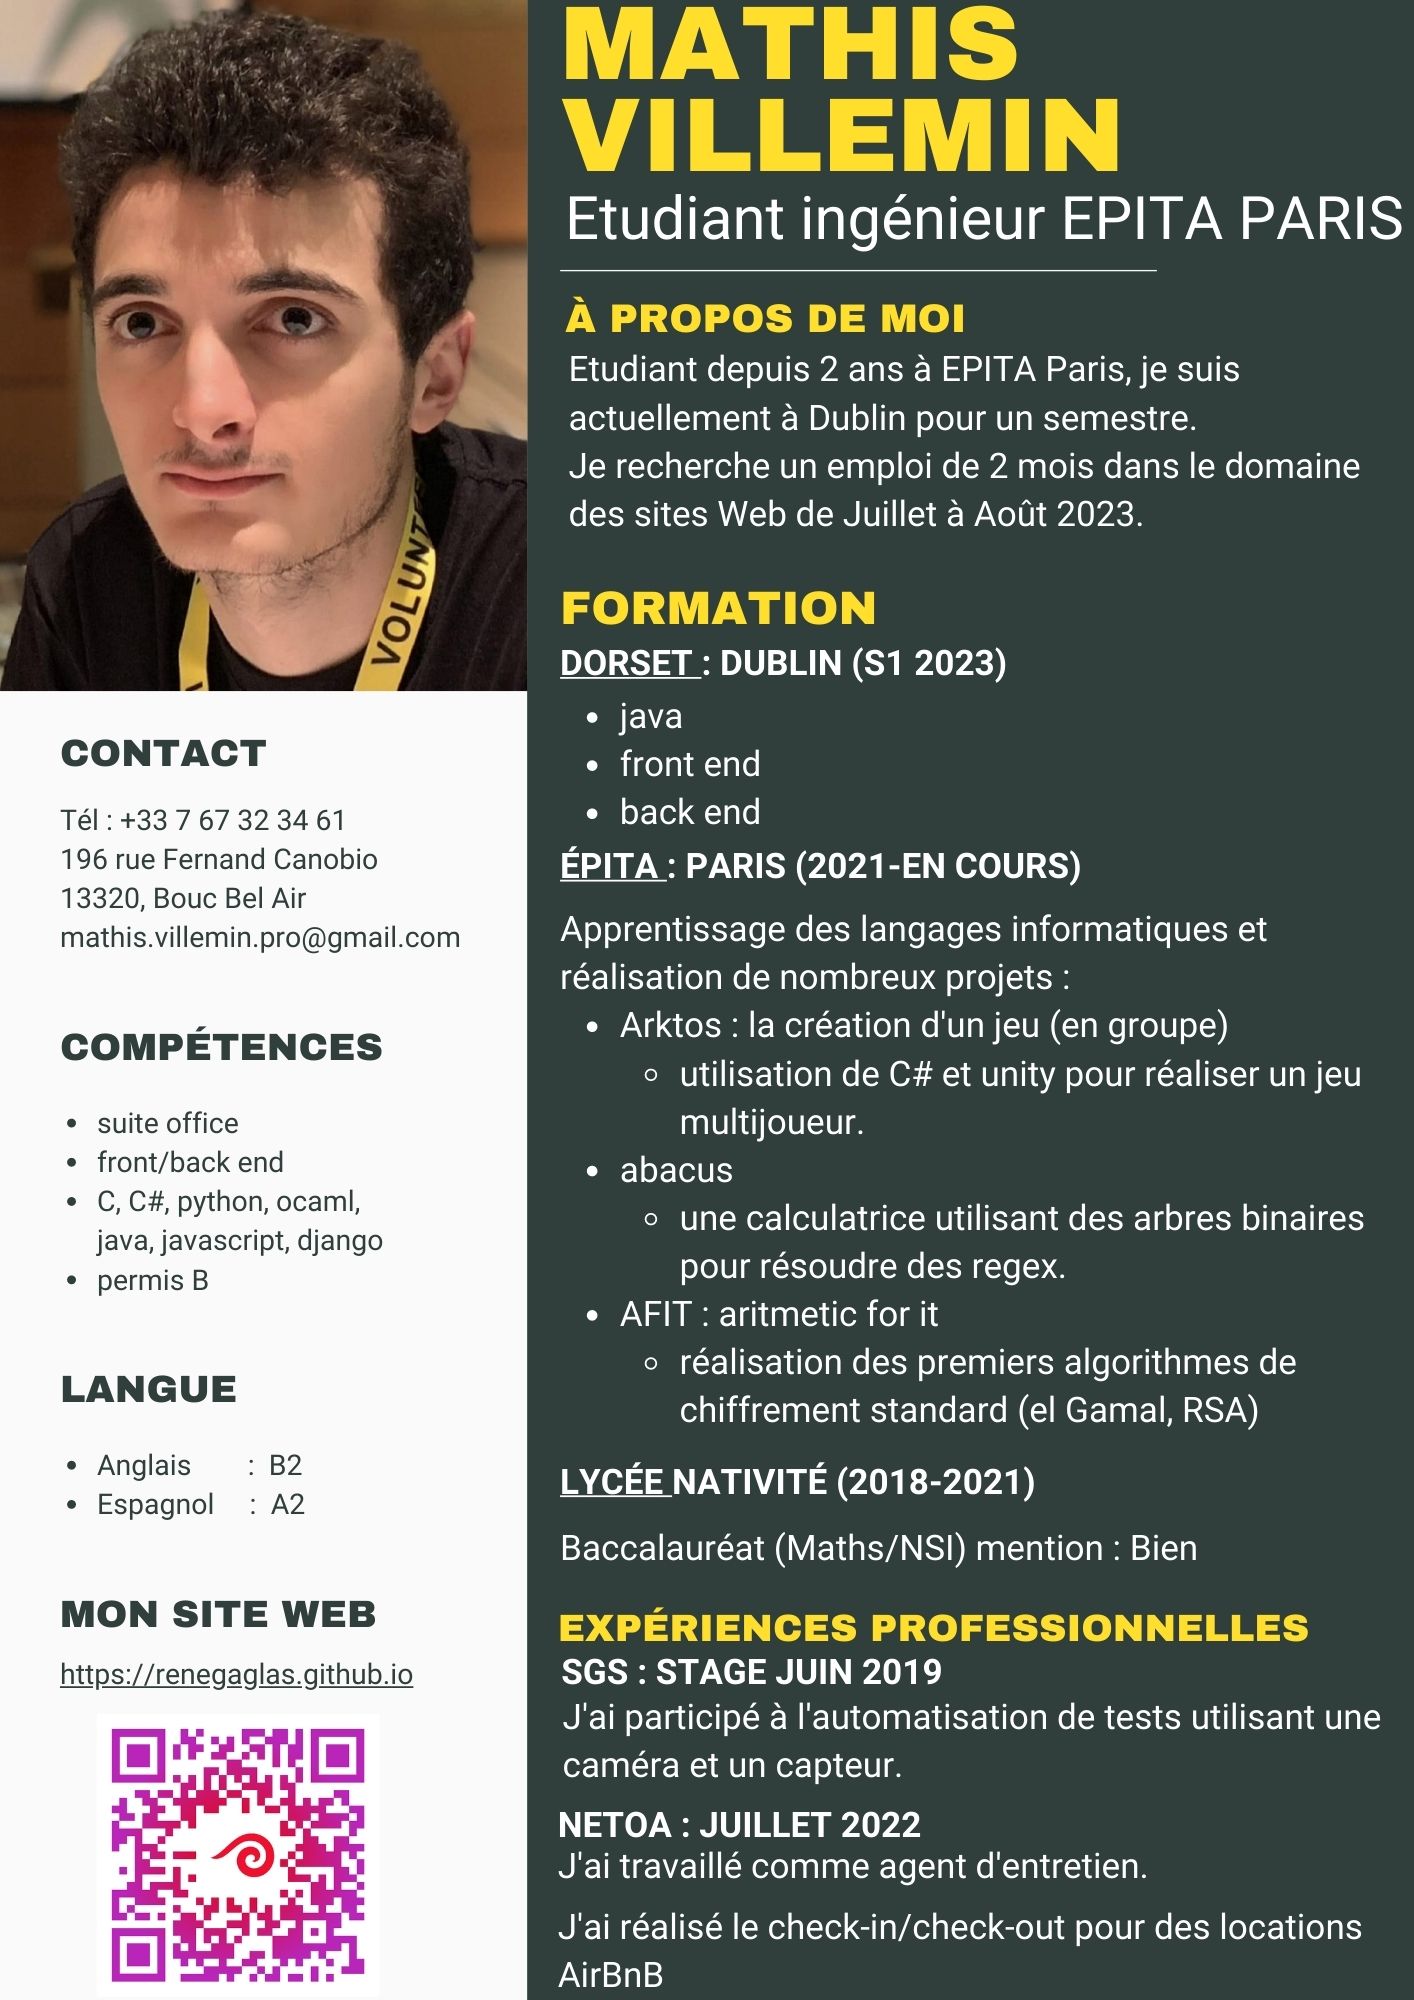 MATHIS
VILLEMIN
Etudiant ingénieur EPITA PARIS
À PROPOS DE MOI
Etudiant depuis 2 ans à EPITA Paris, je suis
actuellement à Dublin pour un semestre.
Je recherche un emploi de 2 mois dans le domaine
des sites Web de Juillet à Août 2023.
FORMATION
DORSET : DUBLIN (S1 2023)
• java
• front end
• back end
ÉPITA : PARIS (2021-EN COURS)
Apprentissage des langages informatiques et
réalisation de nombreux projets :
• Arktos : la création d'un jeu (en groupe)
◦ utilisation de C# et unity pour réaliser un jeu
multijoueur.
• abacus
◦ une calculatrice utilisant des arbres binaires
pour résoudre des regex.
• AFIT : aritmetic for it
◦ réalisation des premiers algorithmes de
chiffrement standard (el Gamal, RSA)
LYCÉE NATIVITÉ (2018-2021)
Baccalauréat (Maths/NSI) mention : Bien
EXPÉRIENCES PROFESSIONNELLES
SGS : STAGE JUIN 2019
J'ai participé à l'automatisation de tests utilisant une
caméra et un capteur.
NETOA : JUILLET 2022
J'ai travaillé comme agent d'entretien.
J'ai réalisé le check-in/check-out pour des locations
AirBnB
VOLUNT
CONTACT
Tél : +33 7 67 32 34 61
196 rue Fernand Canobio
13320, Bouc Bel Air
mathis.villemin.pro@gmail.com
COMPÉTENCES
• suite office
• front/back end
• C, C#, python, ocaml,
java, javascript, django
• permis B
LANGUE
• Anglais : B2
• Espagnol : A2
MON SITE WEB
https://renegaglas.github.io